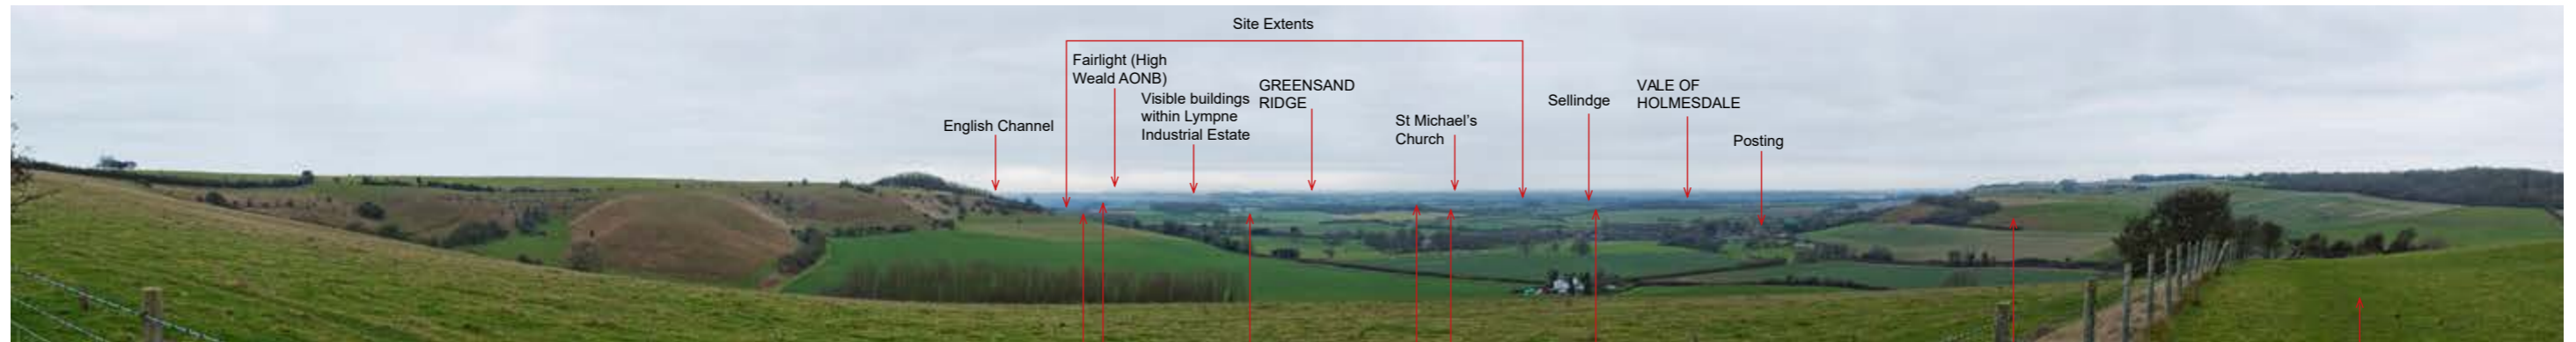 Site Extents
Fairlight (High
Weald AONB)
Visible buildings
within Lympne
Industrial Estate
GREENSAND
RIDGE
English Channel
St Michael's
Church
Sellindge
VALE OF
HOLMESDALE
Posting